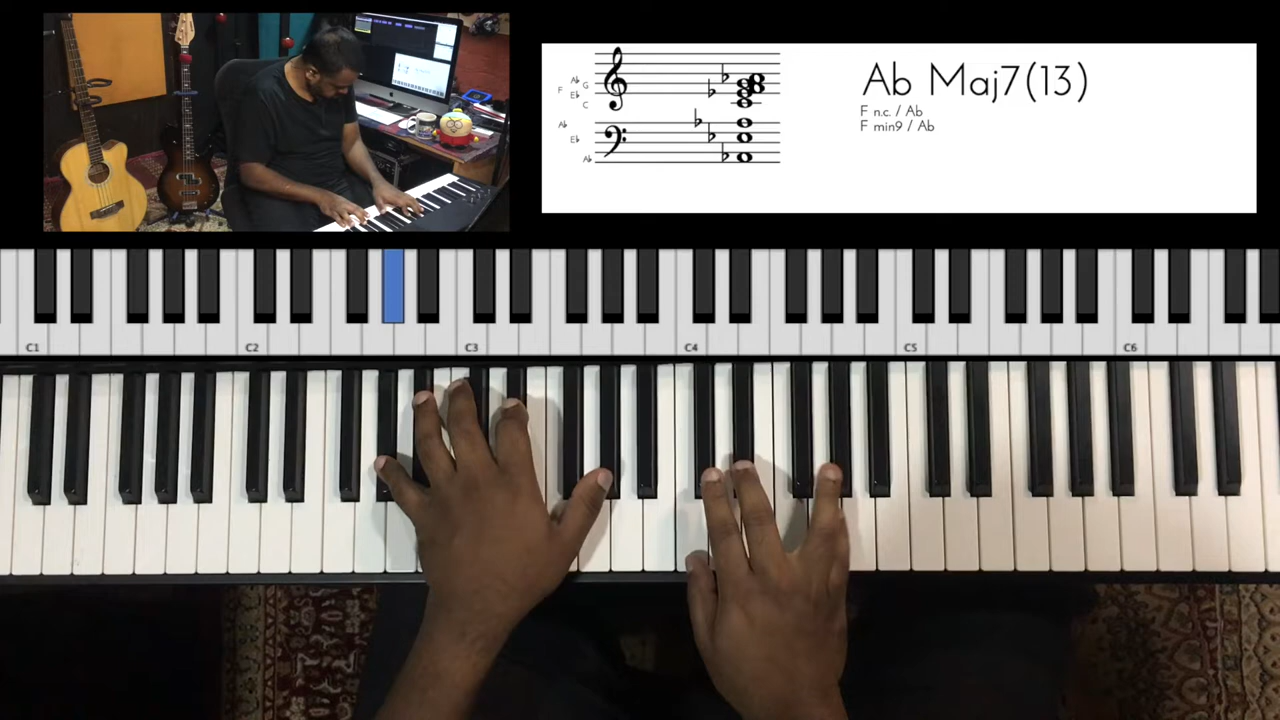 Ab Maj7(13)
F n.c. / Ab
F min9 / Ab
Ab
G
F
Eb
C
Ab
Eb
Ab
C1
C2
C3
C4
C5
C6